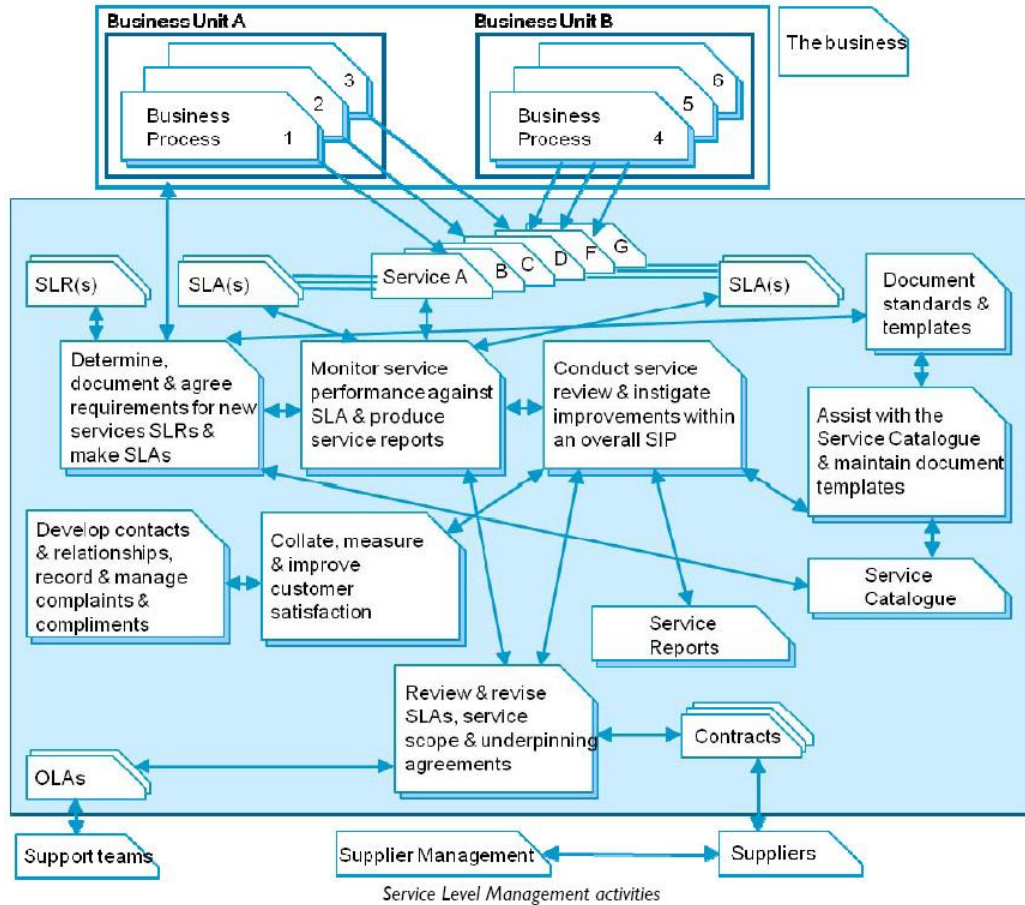 Business Unit A
Business Unit B
The business
3
2
Business
Process 1
6
5
Business
Process 4
SLR(s)
SLA(s)
Service A
B
C
D
F
G
SLA(s)
Document
standards &
templates
Determine,
document & agree
requirements for new
services SLRs &
make SLAs
Monitor service
performance against
SLA & produce
service reports
Conduct service
review & instigate
improvements within
an overall SIP
Assist with the
Service Catalogue
& maintain document
templates
Develop contacts
& relationships,
record & manage
complaints &
compliments
Collate, measure
& improve
customer
satisfaction
Service
Reports
Service
Catalogue
Review & revise
SLAs, service
scope & underpinning
agreements
Contracts
OLAs
Support teams
Supplier Management
Suppliers
Service Level Management activities